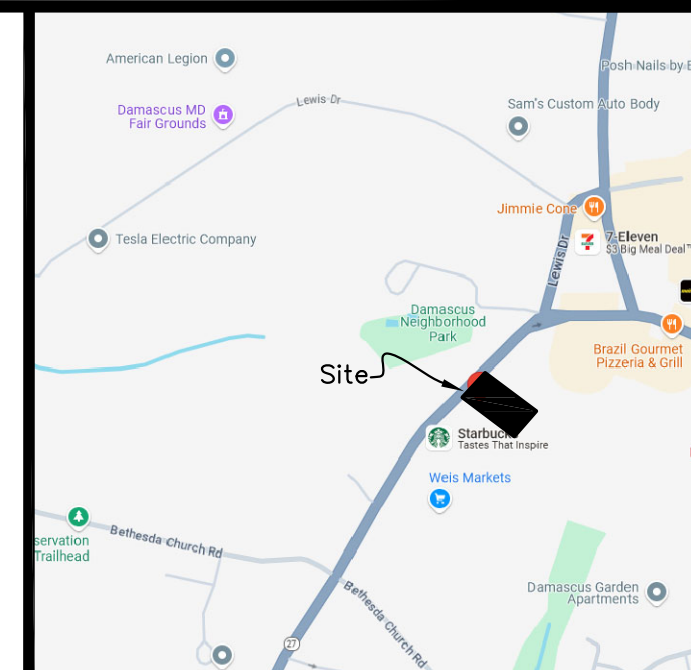 American Legion
Posh Nails by
Damascus MD
Fair Grounds
Lewis Dr
Sam's Custom Auto Body
Jimmie Cone
Tesla Electric Company
7-Eleven
$3 Big Meal Deal
Lewis Dr
Damascus
Neighborhood
Park
Brazil Gourmet
Pizzeria & Grill
Site
Starbuc
Tastes That Inspire
Weis Markets
servation
Trailhead
Bethesda Church Rd
Bethesda Church Rd
Damascus Garden
Apartments
27